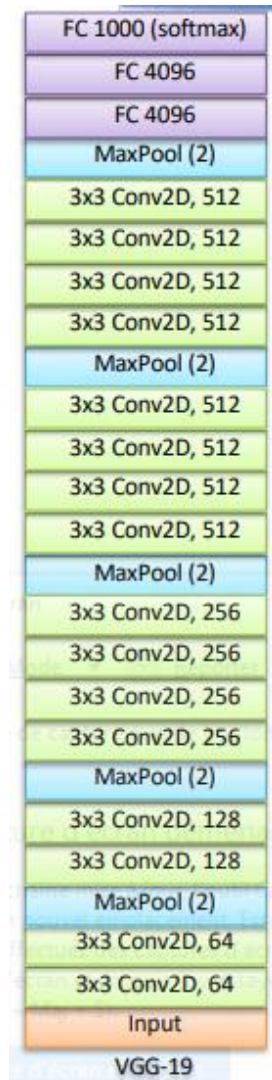 FC 1000 (softmax)
FC 4096
FC 4096
MaxPool (2)
3x3 Conv2D, 512
3x3 Conv2D, 512
3x3 Conv2D, 512
3x3 Conv2D, 512
MaxPool (2)
3x3 Conv2D, 512
3x3 Conv2D, 512
3x3 Conv2D, 512
3x3 Conv2D, 512
MaxPool (2)
3x3 Conv2D, 256
3x3 Conv2D, 256
3x3 Conv2D, 256
3x3 Conv2D, 256
MaxPool (2)
3x3 Conv2D, 128
3x3 Conv2D, 128
MaxPool (2)
3x3 Conv2D, 64
3x3 Conv2D, 64
Input
VGG-19